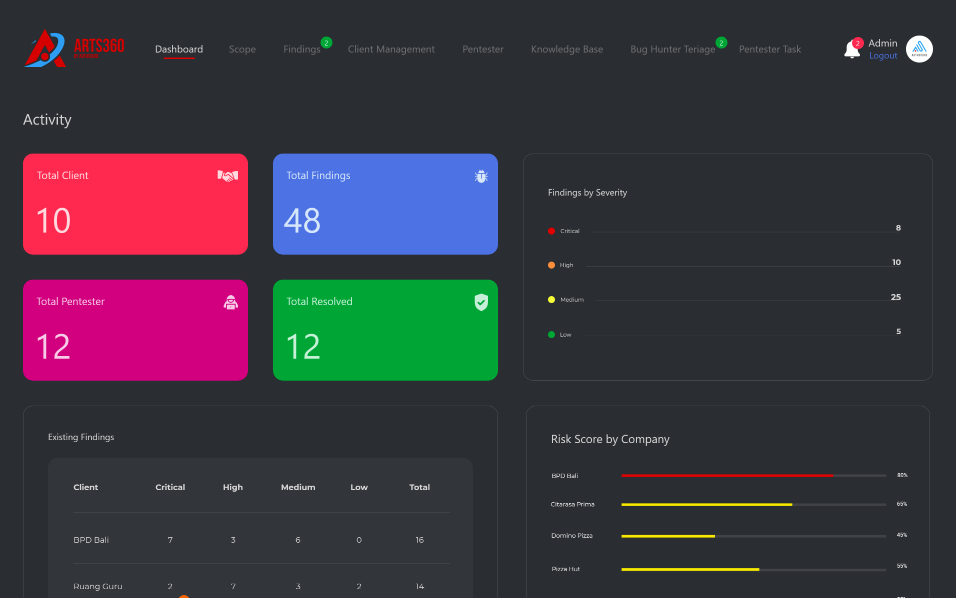 ARTS360
Dashboard Scope Findings 2 Client Management Pentester Knowledge Base Bug Hunter Teriage 2 Pentester Task
2 Admin
Logout
Activity
Total Client
10
Total Findings
48
Total Pentester
12
Total Resolved
12
Findings by Severity
Critical 8
High 10
Medium 25
Low 5
Existing Findings
Client Critical High Medium Low Total
BPD Bali 7 3 6 0 16
Ruang Guru 2 7 3 2 14
Risk Score by Company
BPD Bali 80%
Citarasa Prima 65%
Domino Pizza 45%
Pizza Hut 55%